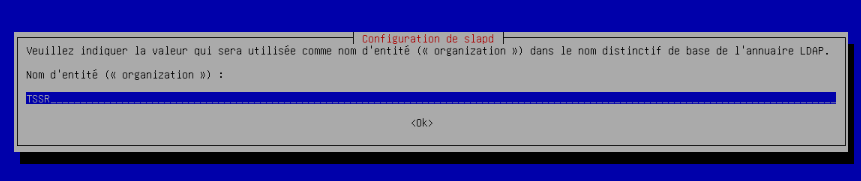 Configuration de slapd
Veuillez indiquer la valeur qui sera utilisée comme nom d'entité (« organization ») dans le nom distinctif de base de l'annuaire LDAP.
Nom d'entité (« organization ») :
TSSR
<Ok>